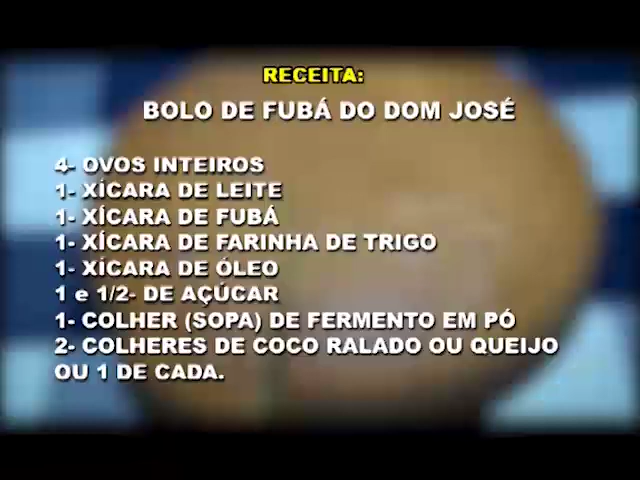 RECEITA:
BOLO DE FUBÁ DO DOM JOSÉ
4- OVOS INTEIROS
1- XÍCARA DE LEITE
1- XÍCARA DE FUBÁ
1- XÍCARA DE FARINHA DE TRIGO
1- XÍCARA DE ÓLEO
1 e 1/2- DE AÇÚCAR
1- COLHER (SOPA) DE FERMENTO EM PÓ
2- COLHERES DE COCO RALADO OU QUEIJO
OU 1 DE CADA.